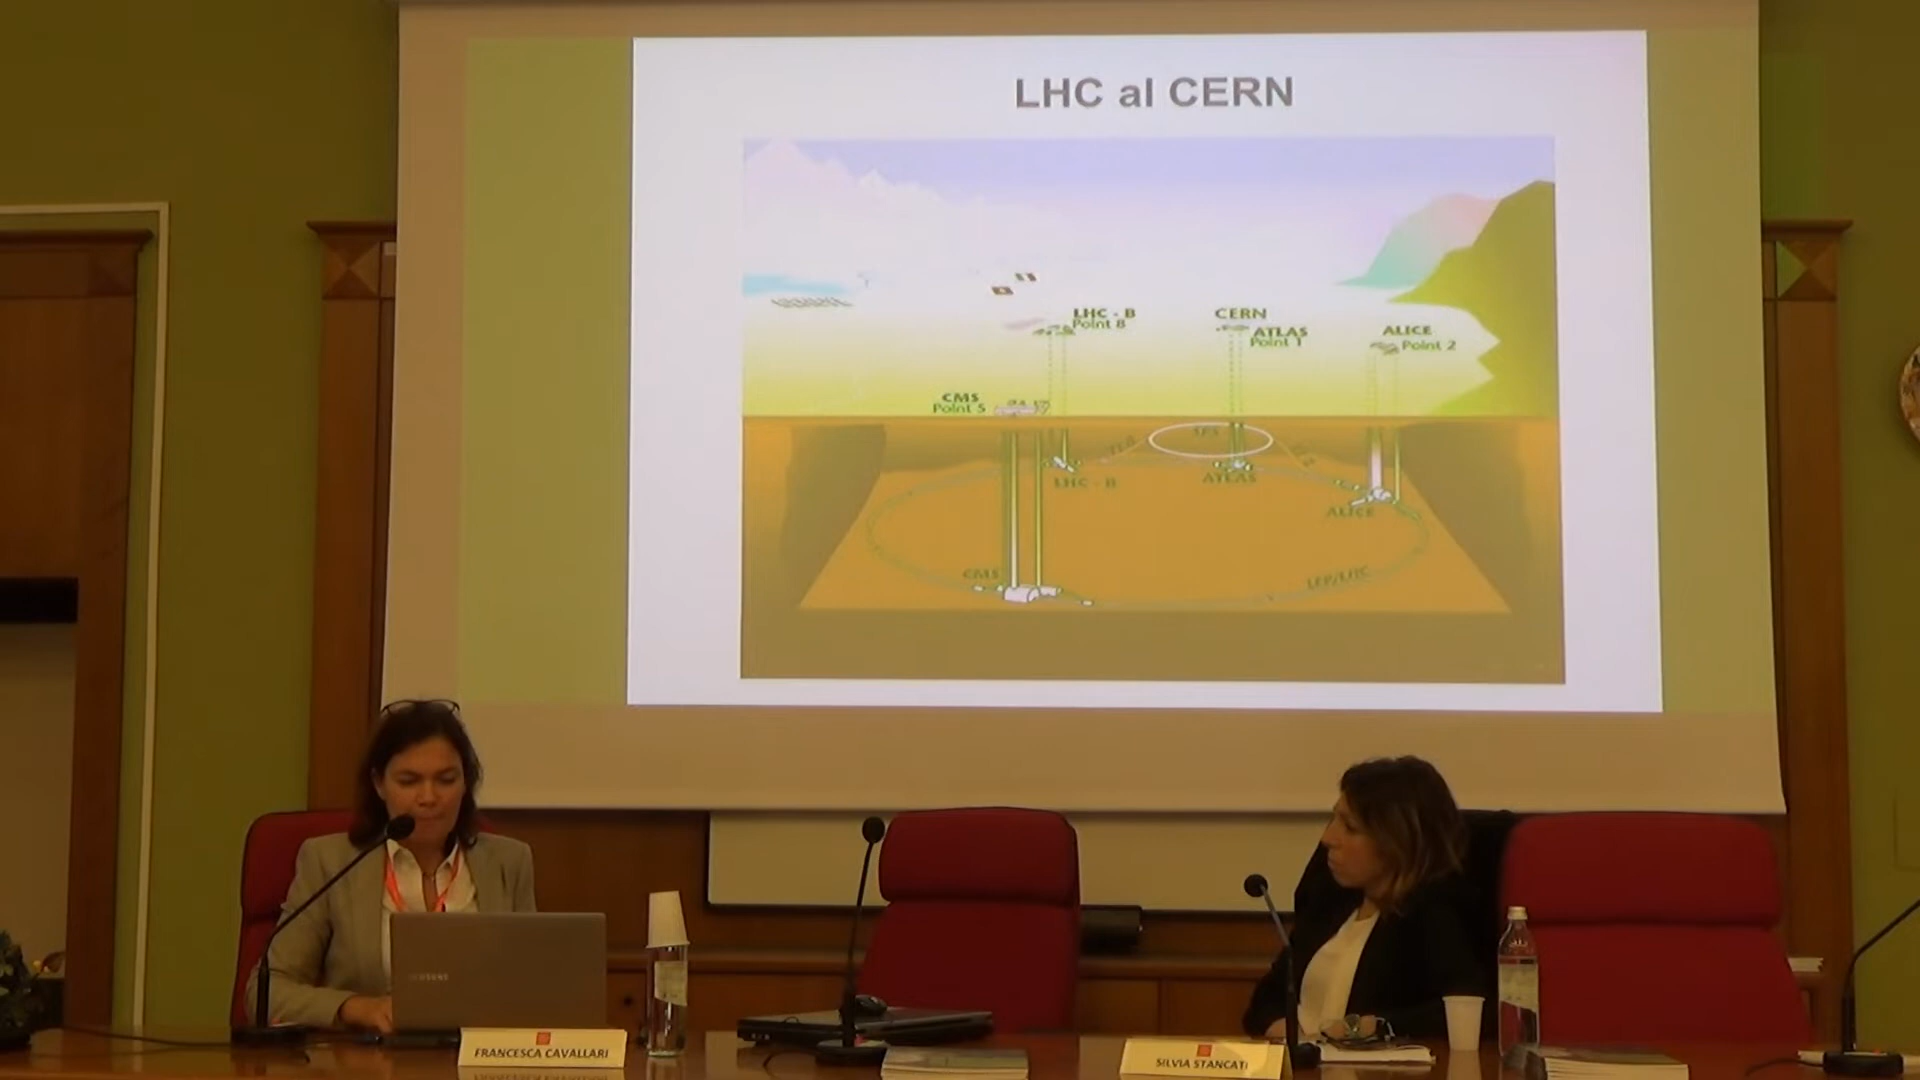 LHC al CERN
LHC - B
Point 8
CERN
ATLAS
Point 1
ALICE
Point 2
CMS
Point 5
SPS
LHC - B
ATLAS
ALICE
CMS
LEP/LHC
SAMSUNG
FRANCESCA CAVALLARI
SILVIA STANCATI